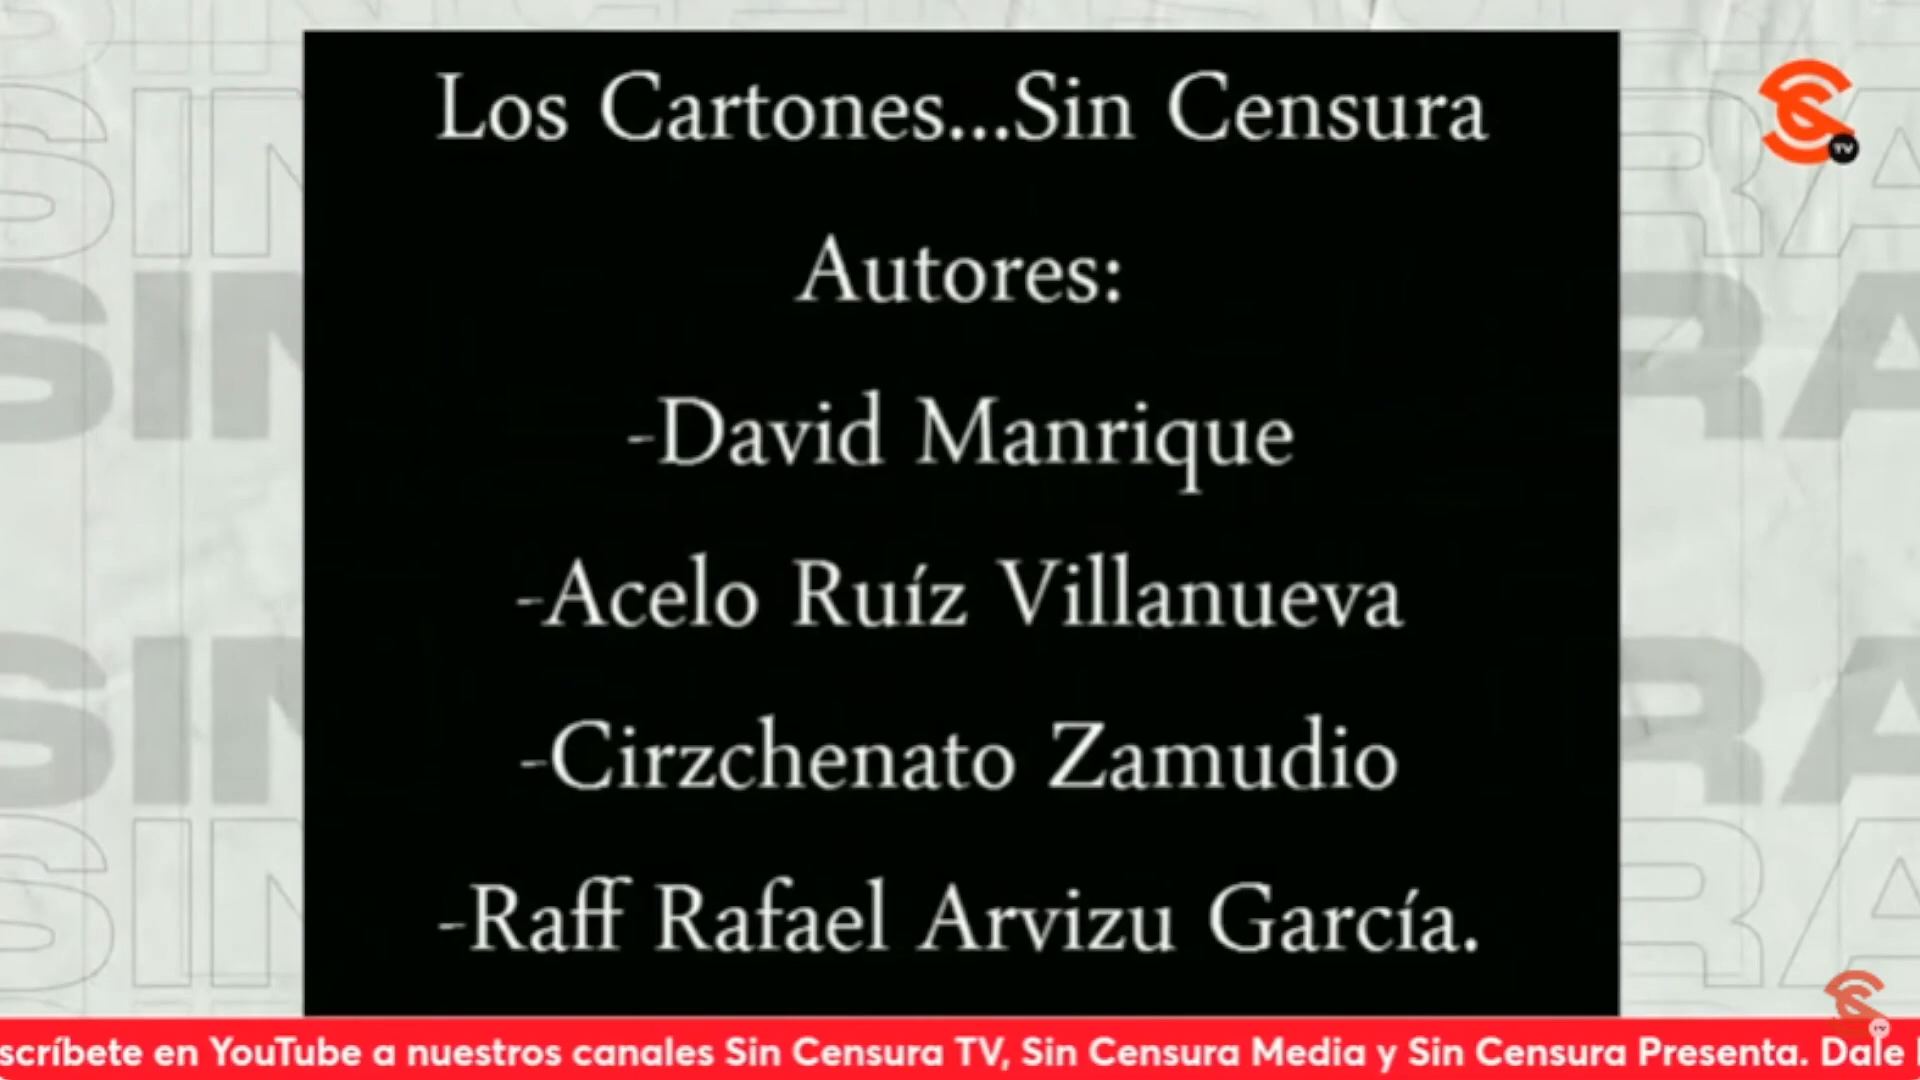 Los Cartones...Sin Censura
Autores:
-David Manrique
-Acelo Ruíz Villanueva
-Cirzchenato Zamudio
-Raff Rafael Arvizu García.
TV
scríbete en YouTube a nuestros canales Sin Censura TV, Sin Censura Media y Sin Censura Presenta. Dale